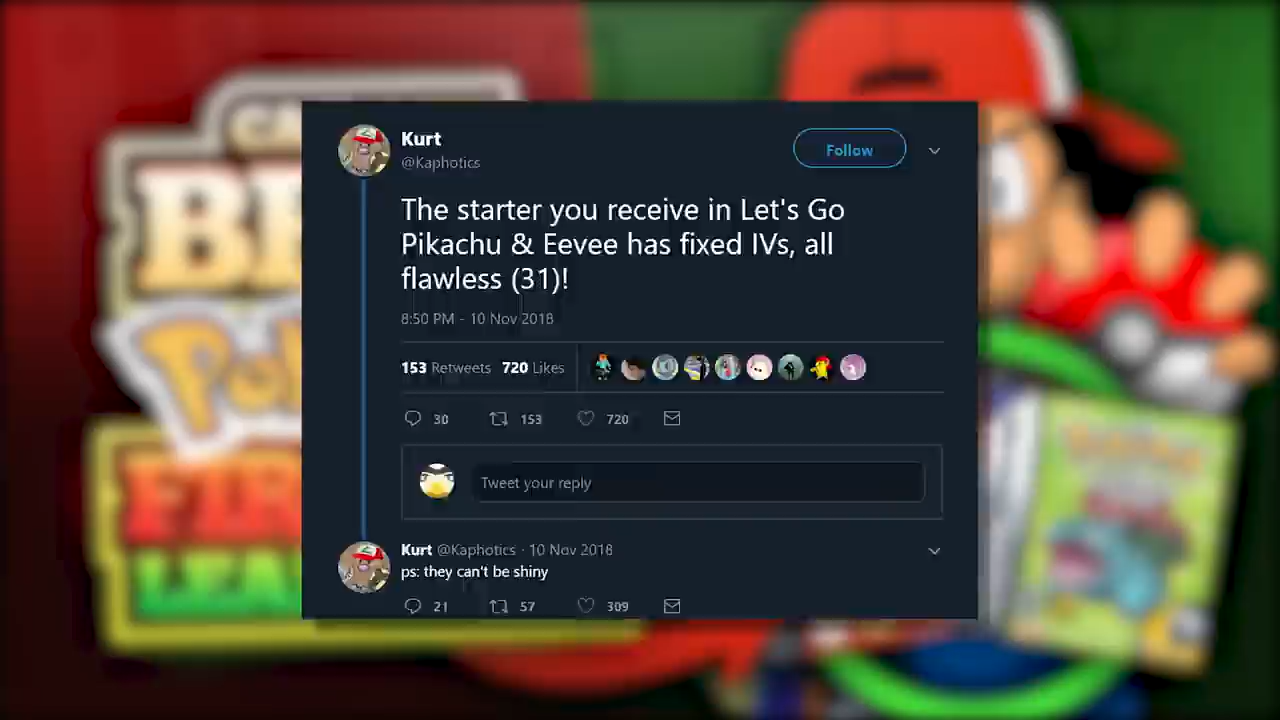 Kurt
@Kaphotics
Follow
The starter you receive in Let's Go
Pikachu & Eevee has fixed IVs, all
flawless (31)!
8:50 PM - 10 Nov 2018
153 Retweets 720 Likes
30 153 720
Tweet your reply
Kurt @Kaphotics · 10 Nov 2018
ps: they can't be shiny
21 57 309